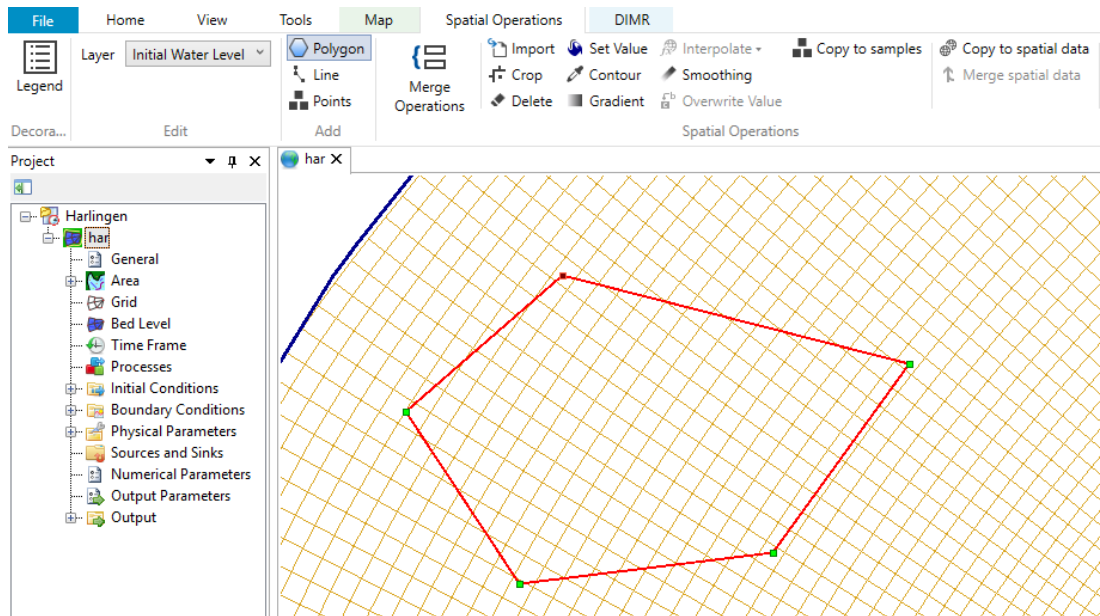 File Home View Tools Map Spatial Operations DIMR
Legend
Layer Initial Water Level
Polygon
Line
Points
Merge
Operations
Import Set Value Interpolate Copy to samples Copy to spatial data
Crop Contour Smoothing Merge spatial data
Delete Gradient Overwrite Value
Decora... Edit Add Spatial Operations
Project
har
Harlingen
har
General
Area
Grid
Bed Level
Time Frame
Processes
Initial Conditions
Boundary Conditions
Physical Parameters
Sources and Sinks
Numerical Parameters
Output Parameters
Output